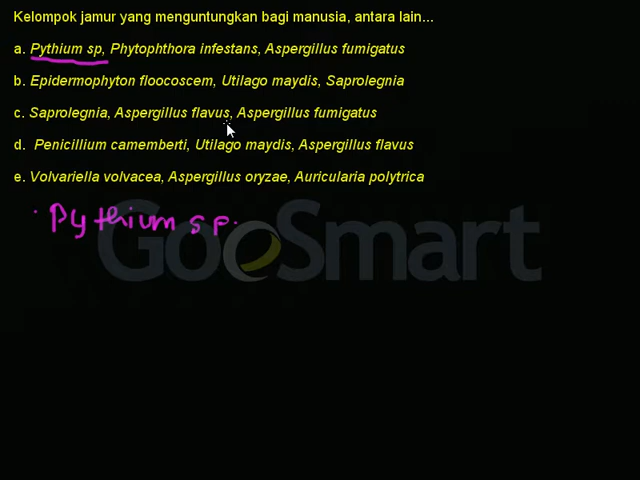 Kelompok jamur yang menguntungkan bagi manusia, antara lain...
a. Pythium sp, Phytophthora infestans, Aspergillus fumigatus
b. Epidermophyton floocoscem, Utilago maydis, Saprolegnia
c. Saprolegnia, Aspergillus flavus, Aspergillus fumigatus
d. Penicillium camemberti, Utilago maydis, Aspergillus flavus
e. Volvariella volvacea, Aspergillus oryzae, Auricularia polytrica
· Pythium sp.
GooSmart